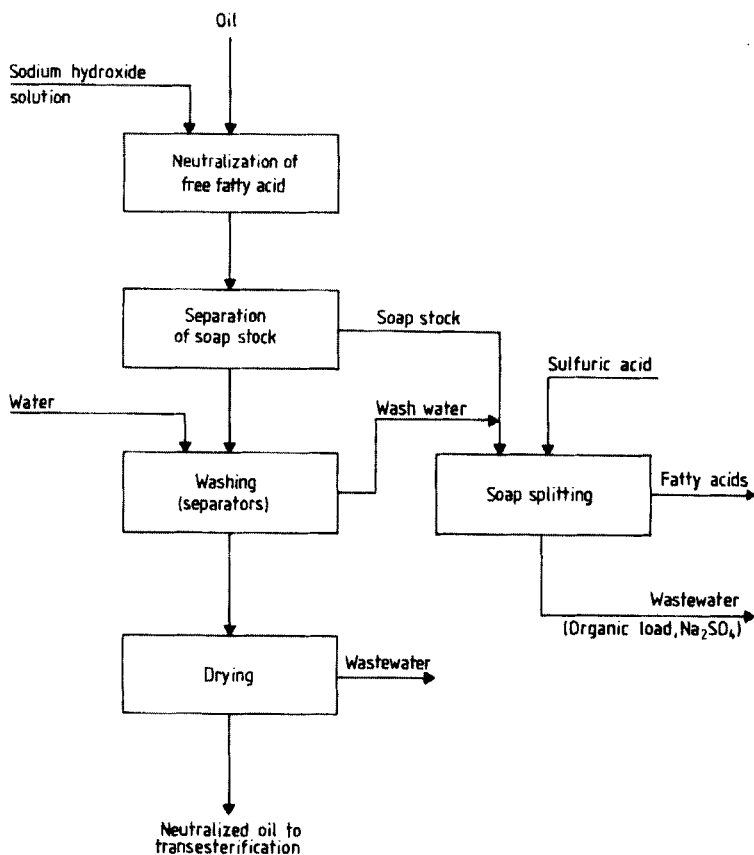 Oil
Sodium hydroxide
solution
Neutralization of
free fatty acid
Separation
of soap stock
Soap stock
Sulfuric acid
Water
Wash water
Washing
(separators)
Soap splitting
Fatty acids
Wastewater
(Organic load, Na₂SO₄)
Drying
Wastewater
Neutralized oil to
transesterification